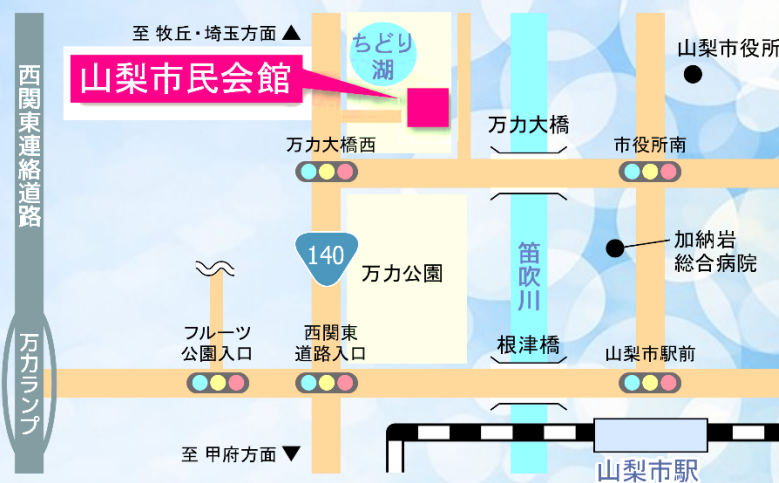 至 牧丘・埼玉方面 ▲
ちどり
湖
山梨市役所
山梨市民会館
西関東連絡道路
万力大橋
万力大橋西
市役所南
140
万力公園
笛吹川
加納岩
総合病院
フルーツ
公園入口
西関東
道路入口
根津橋
山梨市駅前
万力ランプ
至 甲府方面 ▼
山梨市駅